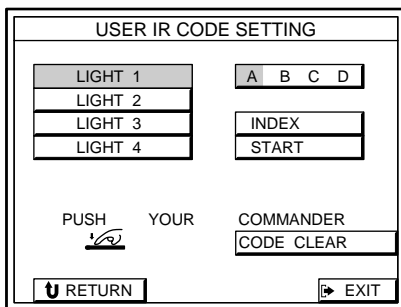 USER IR CODE SETTING
LIGHT 1
LIGHT 2
LIGHT 3
LIGHT 4
A B C D
INDEX
START
PUSH YOUR COMMANDER
CODE CLEAR
RETURN
EXIT